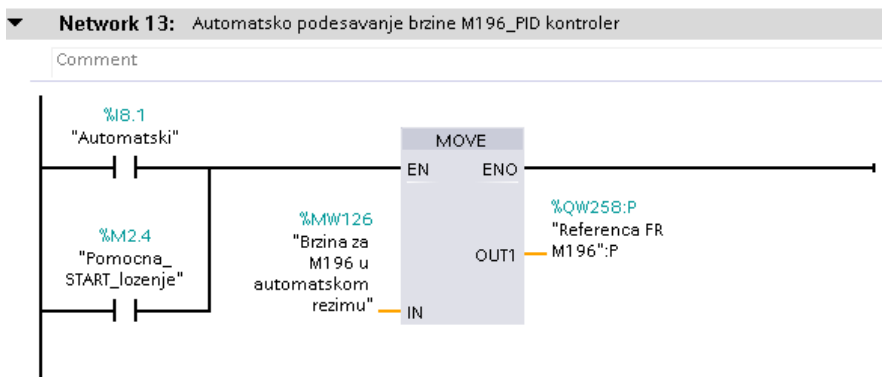 Network 13: Automatsko podesavanje brzine M196_PID kontroler
Comment
%I8.1
"Automatski"
MOVE
EN
ENO
%M2.4
"Pomocna_
START_lozenje"
%MW126
"Brzina za
M196 u
automatskom
rezimu"
IN
OUT1
%QW258:P
"Referenca FR
M196":P